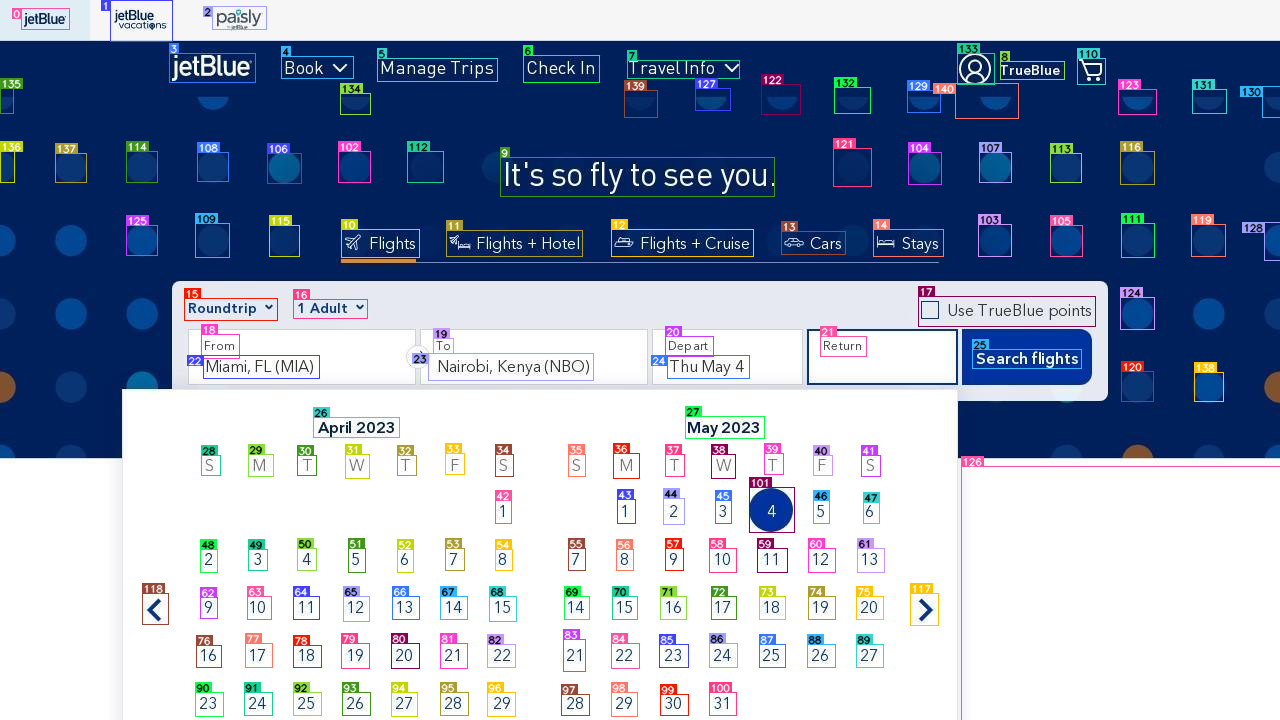 jetBlue
jetBlue vacations
paisly
by jetBlue
jetBlue
Book
Manage Trips
Check In
Travel Info
TrueBlue
It's so fly to see you.
Flights
Flights + Hotel
Flights + Cruise
Cars
Stays
Roundtrip
1 Adult
Use TrueBlue points
From
Miami, FL (MIA)
To
Nairobi, Kenya (NBO)
Depart
Thu May 4
Return
Search flights
April 2023
S M T W T F S
1
2 3 4 5 6 7 8
9 10 11 12 13 14 15
16 17 18 19 20 21 22
23 24 25 26 27 28 29
May 2023
S M T W T F S
1 2 3 4 5 6
7 8 9 10 11 12 13
14 15 16 17 18 19 20
21 22 23 24 25 26 27
28 29 30 31